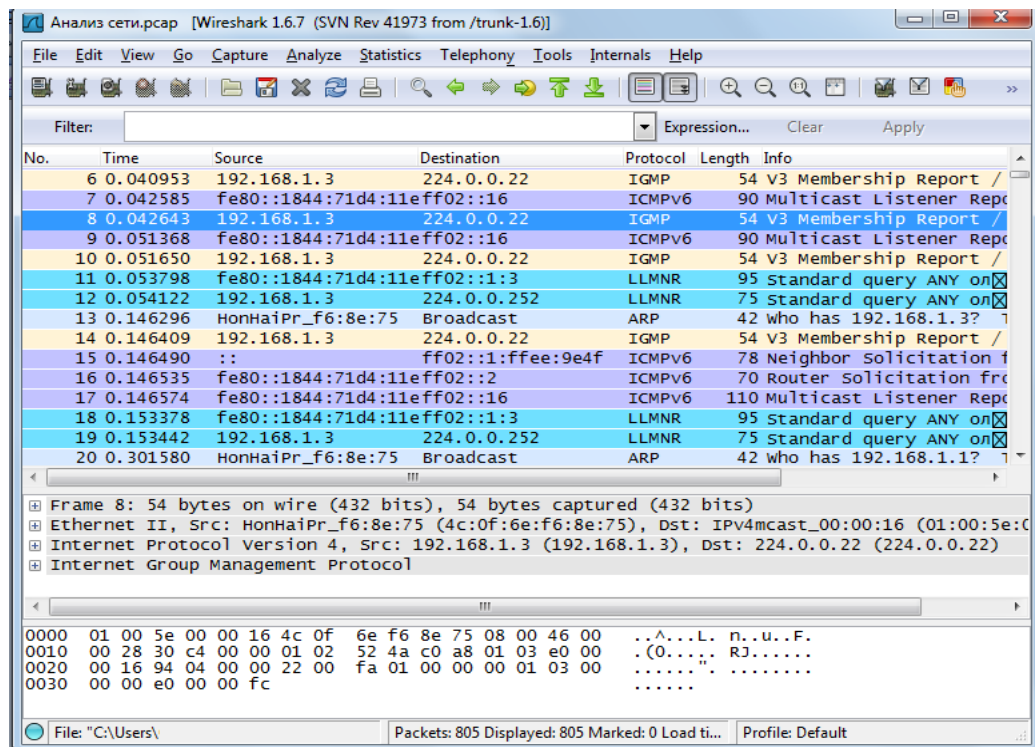 Анализ сети.pcap [Wireshark 1.6.7 (SVN Rev 41973 from /trunk-1.6)]
File Edit View Go Capture Analyze Statistics Telephony Tools Internals Help
Filter: Expression... Clear Apply
No. Time Source Destination Protocol Length Info
6 0.040953 192.168.1.3 224.0.0.22 IGMP 54 V3 Membership Report /
7 0.042585 fe80::1844:71d4:11eff02::16 ICMPv6 90 Multicast Listener Repo
8 0.042643 192.168.1.3 224.0.0.22 IGMP 54 V3 Membership Report /
9 0.051368 fe80::1844:71d4:11eff02::16 ICMPv6 90 Multicast Listener Repo
10 0.051650 192.168.1.3 224.0.0.22 IGMP 54 V3 Membership Report /
11 0.053798 fe80::1844:71d4:11eff02::1:3 LLMNR 95 Standard query ANY ол
12 0.054122 192.168.1.3 224.0.0.252 LLMNR 75 Standard query ANY ол
13 0.146296 HonHaiPr_f6:8e:75 Broadcast ARP 42 Who has 192.168.1.3? T
14 0.146409 192.168.1.3 224.0.0.22 IGMP 54 V3 Membership Report /
15 0.146490 :: ff02::1:ffee:9e4f ICMPv6 78 Neighbor Solicitation f
16 0.146535 fe80::1844:71d4:11eff02::2 ICMPv6 70 Router Solicitation fro
17 0.146574 fe80::1844:71d4:11eff02::16 ICMPv6 110 Multicast Listener Repo
18 0.153378 fe80::1844:71d4:11eff02::1:3 LLMNR 95 Standard query ANY ол
19 0.153442 192.168.1.3 224.0.0.252 LLMNR 75 Standard query ANY ол
20 0.301580 HonHaiPr_f6:8e:75 Broadcast ARP 42 Who has 192.168.1.1? T
Frame 8: 54 bytes on wire (432 bits), 54 bytes captured (432 bits)
Ethernet II, Src: HonHaiPr_f6:8e:75 (4c:0f:6e:f6:8e:75), Dst: IPv4mcast_00:00:16 (01:00:5e:0
Internet Protocol Version 4, Src: 192.168.1.3 (192.168.1.3), Dst: 224.0.0.22 (224.0.0.22)
Internet Group Management Protocol
0000 01 00 5e 00 00 16 4c 0f 6e f6 8e 75 08 00 46 00 ..^...L. n..u..F.
0010 00 28 30 c4 00 00 01 02 52 4a c0 a8 01 03 e0 00 .(0..... RJ......
0020 00 16 94 04 00 00 22 00 fa 01 00 00 00 01 03 00 ......". ........
0030 00 00 e0 00 00 fc ......
File: "C:\Users\ Packets: 805 Displayed: 805 Marked: 0 Load ti... Profile: Default